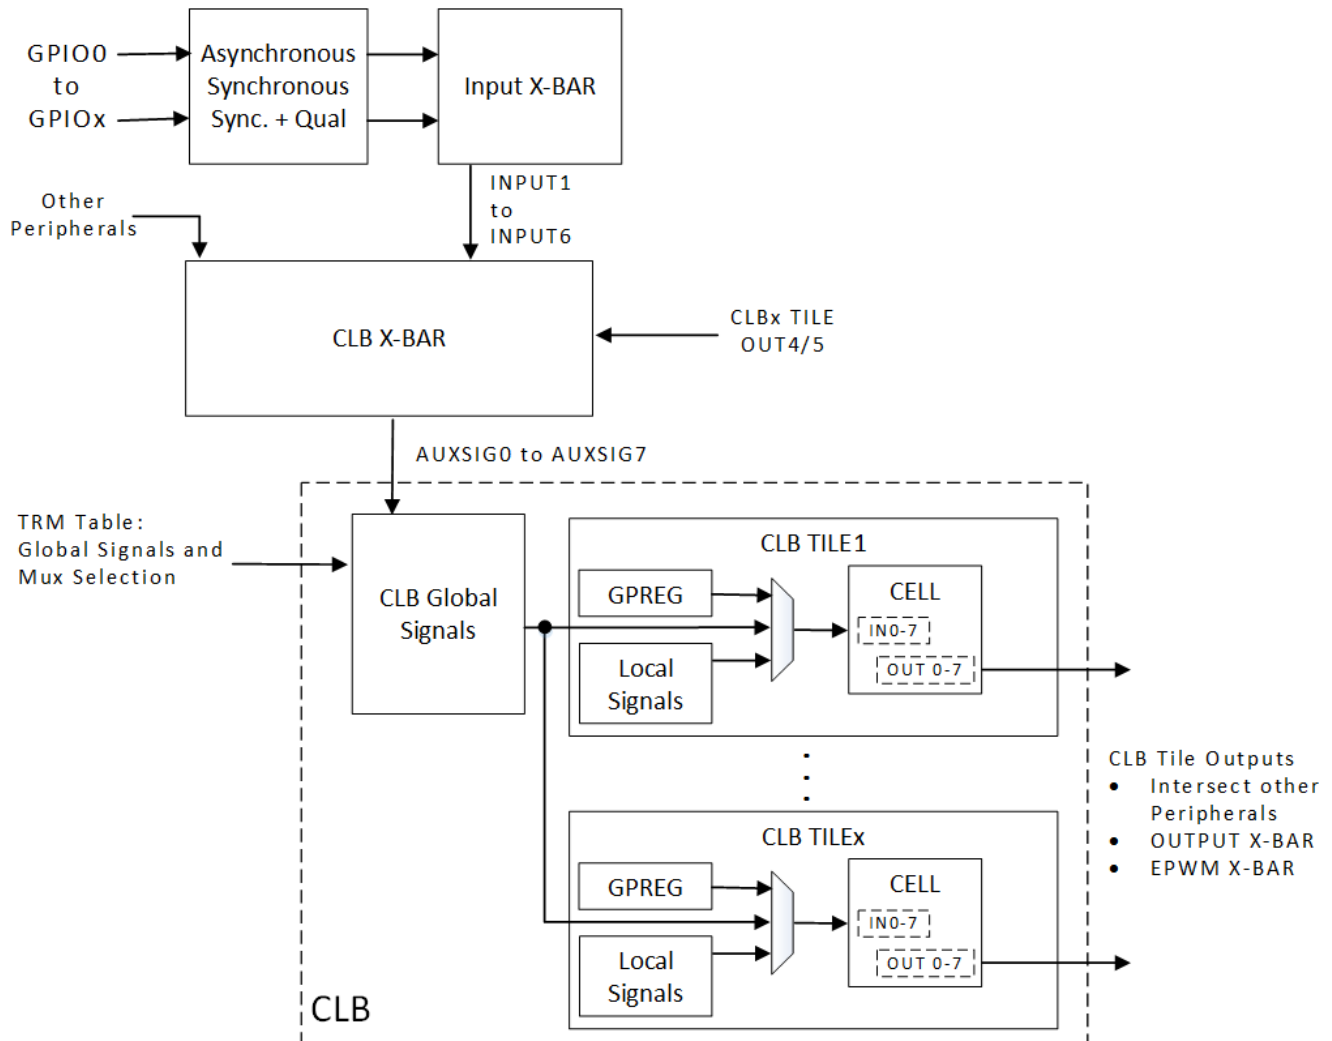 GPIO0
to
GPIOx
Asynchronous
Synchronous
Sync. + Qual
Input X-BAR
INPUT1
to
INPUT6
Other
Peripherals
CLB X-BAR
CLBx TILE
OUT4/5
AUXSIG0 to AUXSIG7
TRM Table:
Global Signals and
Mux Selection
CLB Global
Signals
CLB TILE1
GPREG
Local
Signals
CELL
IN0-7
OUT 0-7
CLB TILEx
GPREG
Local
Signals
CELL
IN0-7
OUT 0-7
CLB
CLB Tile Outputs
• Intersect other
Peripherals
• OUTPUT X-BAR
• EPWM X-BAR